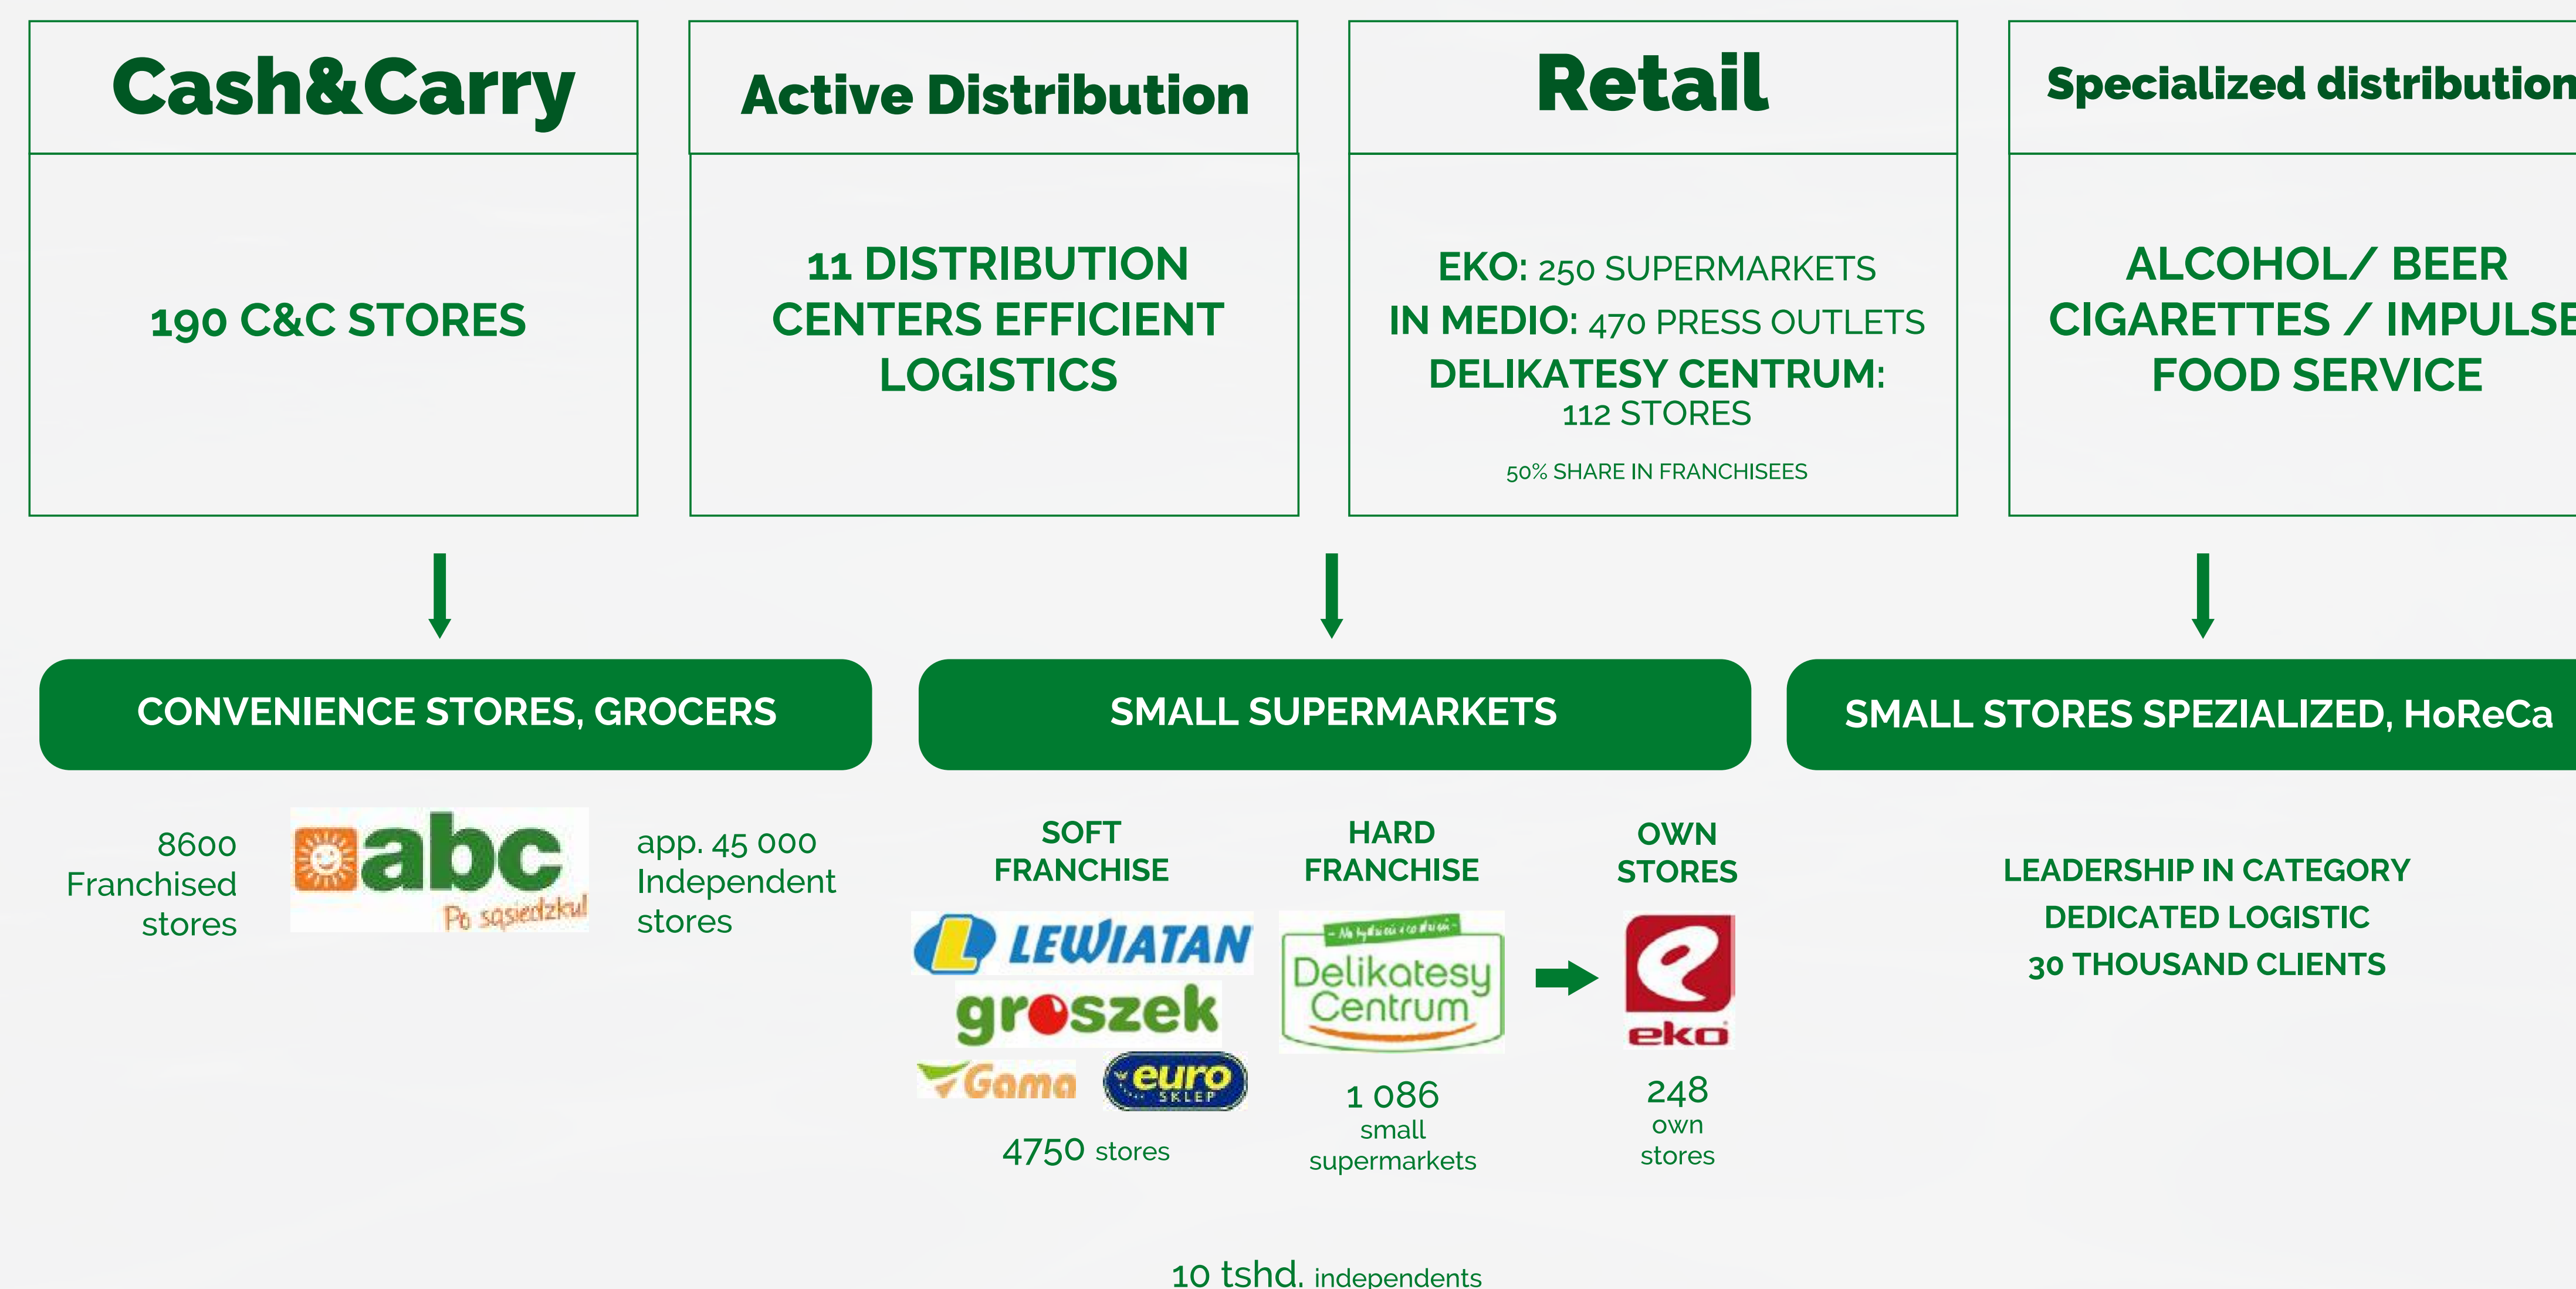 Cash&Carry
190 C&C STORES
Active Distribution
11 DISTRIBUTION
CENTERS EFFICIENT
LOGISTICS
Retail
EKO: 250 SUPERMARKETS
IN MEDIO: 470 PRESS OUTLETS
DELIKATESY CENTRUM:
112 STORES
50% SHARE IN FRANCHISEES
Specialized distribution
ALCOHOL/ BEER
CIGARETTES / IMPULSE
FOOD SERVICE
CONVENIENCE STORES, GROCERS
8600
Franchised
stores
abc
Po sąsiedzku!
app. 45 000
Independent
stores
SMALL SUPERMARKETS
SOFT
FRANCHISE
LEWIATAN
groszek
Gama
euro
SKLEP
4750 stores
HARD
FRANCHISE
- Na tydzień i co dzień -
Delikatesy
Centrum
1 086
small
supermarkets
OWN
STORES
eko
248
own
stores
10 tshd. independents
SMALL STORES SPEZIALIZED, HoReCa
LEADERSHIP IN CATEGORY
DEDICATED LOGISTIC
30 THOUSAND CLIENTS